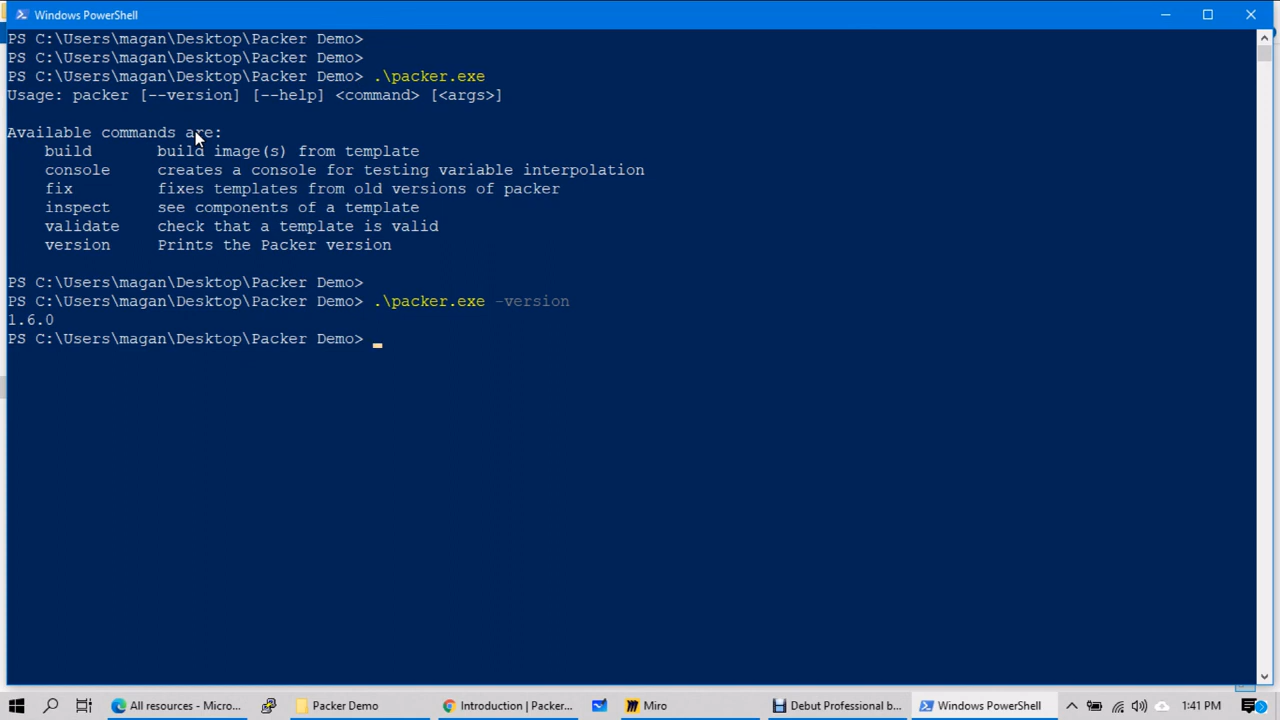 Windows PowerShell
PS C:\Users\magan\Desktop\Packer Demo>
PS C:\Users\magan\Desktop\Packer Demo>
PS C:\Users\magan\Desktop\Packer Demo> .\packer.exe
Usage: packer [--version] [--help] <command> [<args>]
Available commands are:
build build image(s) from template
console creates a console for testing variable interpolation
fix fixes templates from old versions of packer
inspect see components of a template
validate check that a template is valid
version Prints the Packer version
PS C:\Users\magan\Desktop\Packer Demo>
PS C:\Users\magan\Desktop\Packer Demo> .\packer.exe -version
1.6.0
PS C:\Users\magan\Desktop\Packer Demo>
All resources - Micro... Packer Demo Introduction | Packer... Miro Debut Professional b... Windows PowerShell 1:41 PM